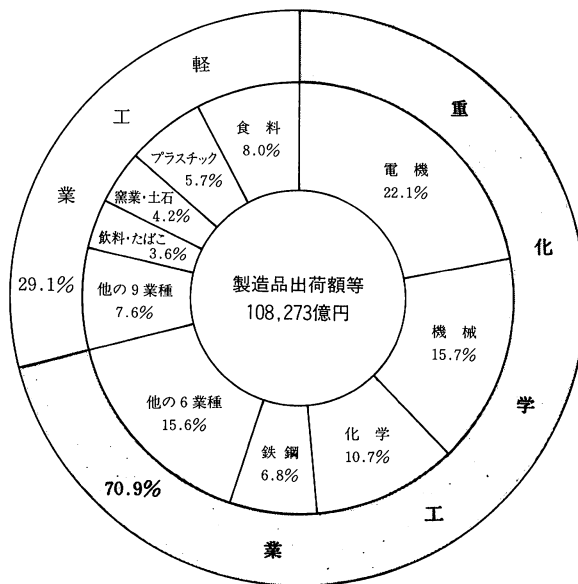 製造品出荷額等
108,273億円
重化学工業
70.9%
電機
22.1%
機械
15.7%
化学
10.7%
鉄鋼
6.8%
他の6業種
15.6%
軽工業
29.1%
他の9業種
7.6%
飲料・たばこ
3.6%
窯業・土石
4.2%
プラスチック
5.7%
食料
8.0%